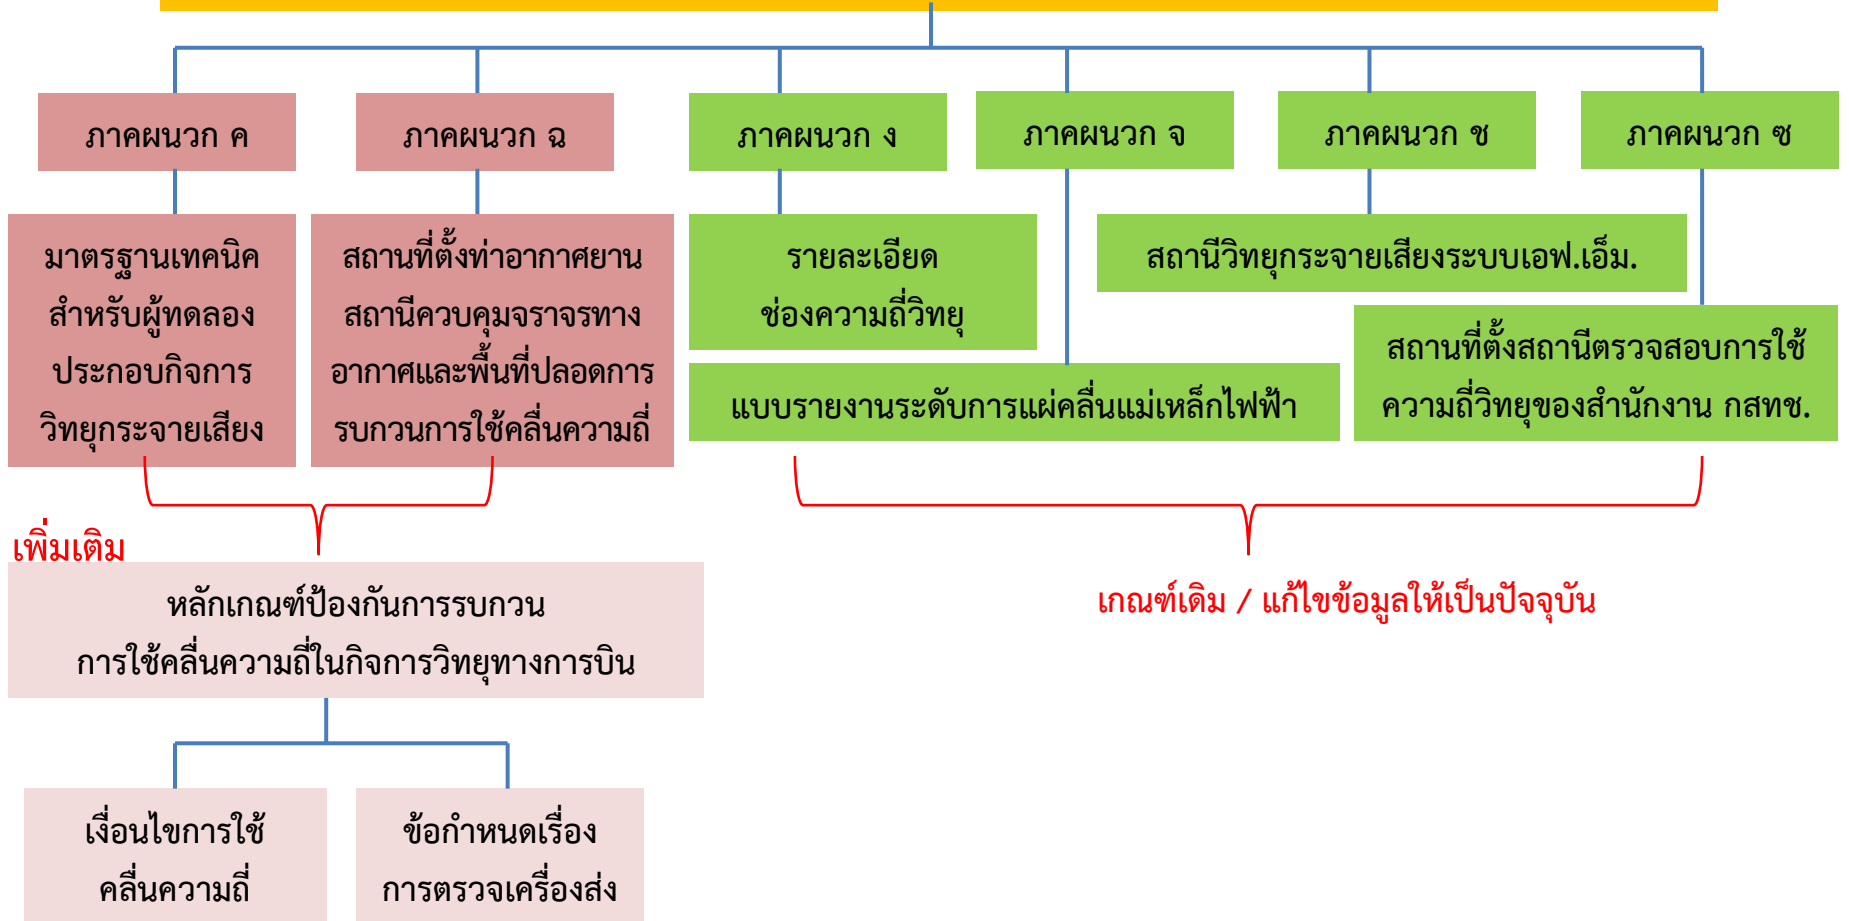 ภาคผนวก ค
ภาคผนวก ฉ
ภาคผนวก ง
ภาคผนวก จ
ภาคผนวก ช
ภาคผนวก ซ
มาตรฐานเทคนิค
สำหรับผู้ทดลอง
ประกอบกิจการ
วิทยุกระจายเสียง
สถานที่ตั้งท่าอากาศยาน
สถานีควบคุมจราจรทาง
อากาศและพื้นที่ปลอดการ
รบกวนการใช้คลื่นความถี่
รายละเอียด
ช่องความถี่วิทยุ
แบบรายงานระดับการแผ่คลื่นแม่เหล็กไฟฟ้า
สถานีวิทยุกระจายเสียงระบบเอฟ.เอ็ม.
สถานที่ตั้งสถานีตรวจสอบการใช้
ความถี่วิทยุของสำนักงาน กสทช.
เพิ่มเติม
หลักเกณฑ์ป้องกันการรบกวน
การใช้คลื่นความถี่ในกิจการวิทยุทางการบิน
เกณฑ์เดิม / แก้ไขข้อมูลให้เป็นปัจจุบัน
เงื่อนไขการใช้
คลื่นความถี่
ข้อกำหนดเรื่อง
การตรวจเครื่องส่ง